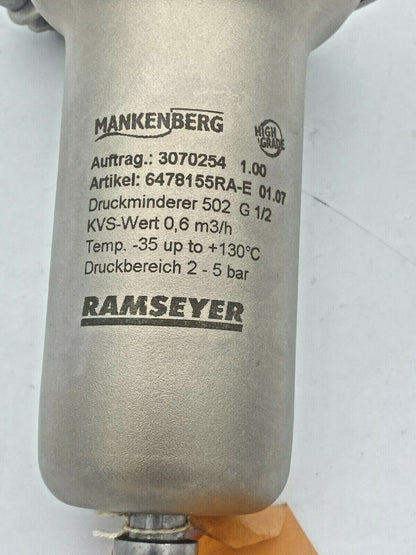 MANKENBERG
HIGH GRADE
Auftrag.: 3070254 1.00
Artikel: 6478155RA-E 01.07
Druckminderer 502 G 1/2
KVS-Wert 0,6 m3/h
Temp. -35 up to +130°C
Druckbereich 2 - 5 bar
RAMSEYER